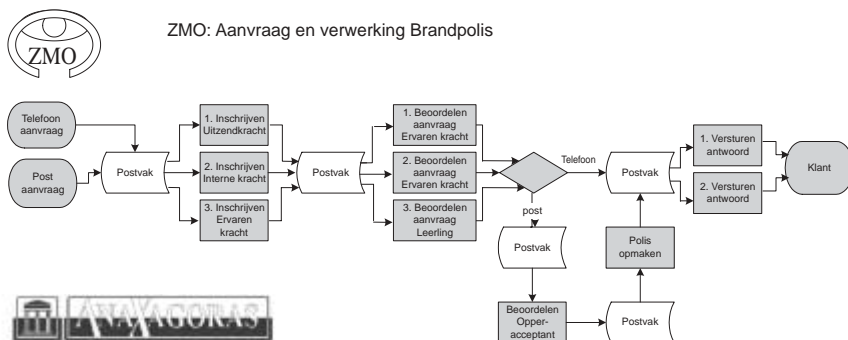 ZMO: Aanvraag en verwerking Brandpolis
ZMO
Telefoon
aanvraag
Post
aanvraag
Postvak
1. Inschrijven
Uitzendkracht
2. Inschrijven
Interne kracht
3. Inschrijven
Ervaren
kracht
Postvak
1. Beoordelen
aanvraag
Ervaren kracht
2. Beoordelen
aanvraag
Ervaren kracht
3. Beoordelen
aanvraag
Leerling
Telefoon
post
Postvak
Beoordelen
Opper-
acceptant
Postvak
Polis
opmaken
Postvak
1. Versturen
antwoord
2. Versturen
antwoord
Klant
ANAXAGORAS